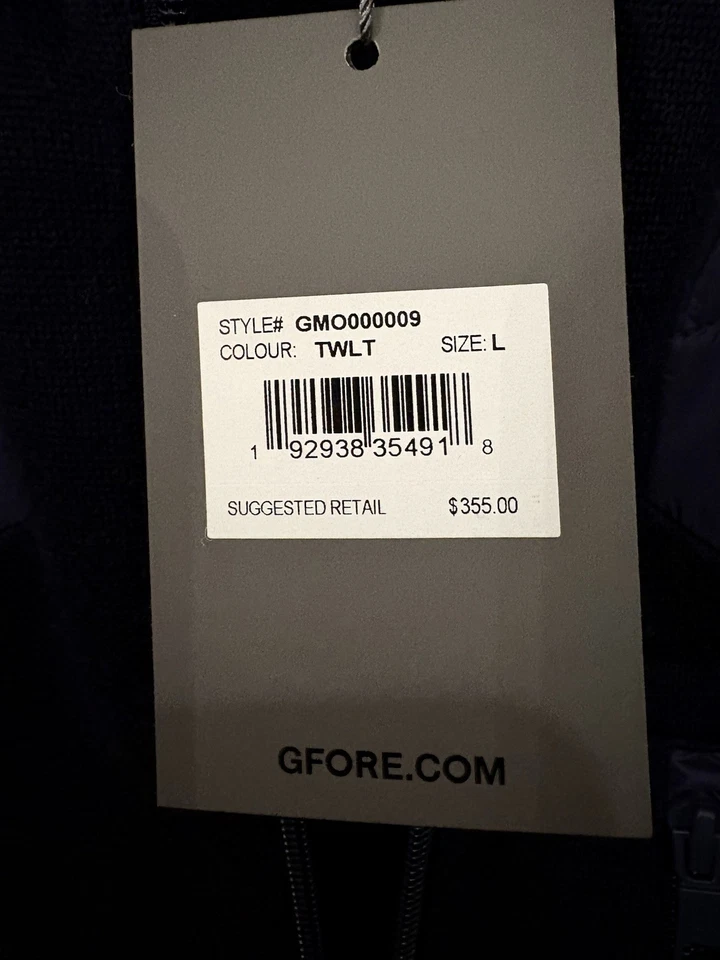 STYLE# GMO000009
COLOUR: TWLT SIZE: L
1 92938 35491 8
SUGGESTED RETAIL $355.00
GFORE.COM